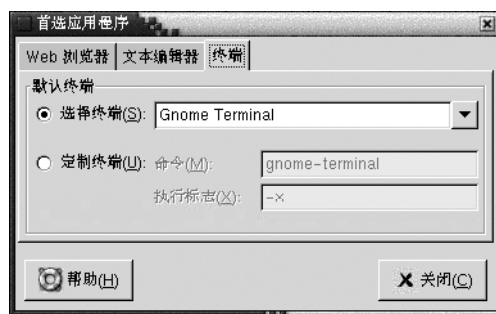 首选应用程序
Web 浏览器 文本编辑器 终端
默认终端
选择终端(S): Gnome Terminal
定制终端(U): 命令(M): gnome-terminal
执行标志(X): -x
帮助(H) 关闭(C)